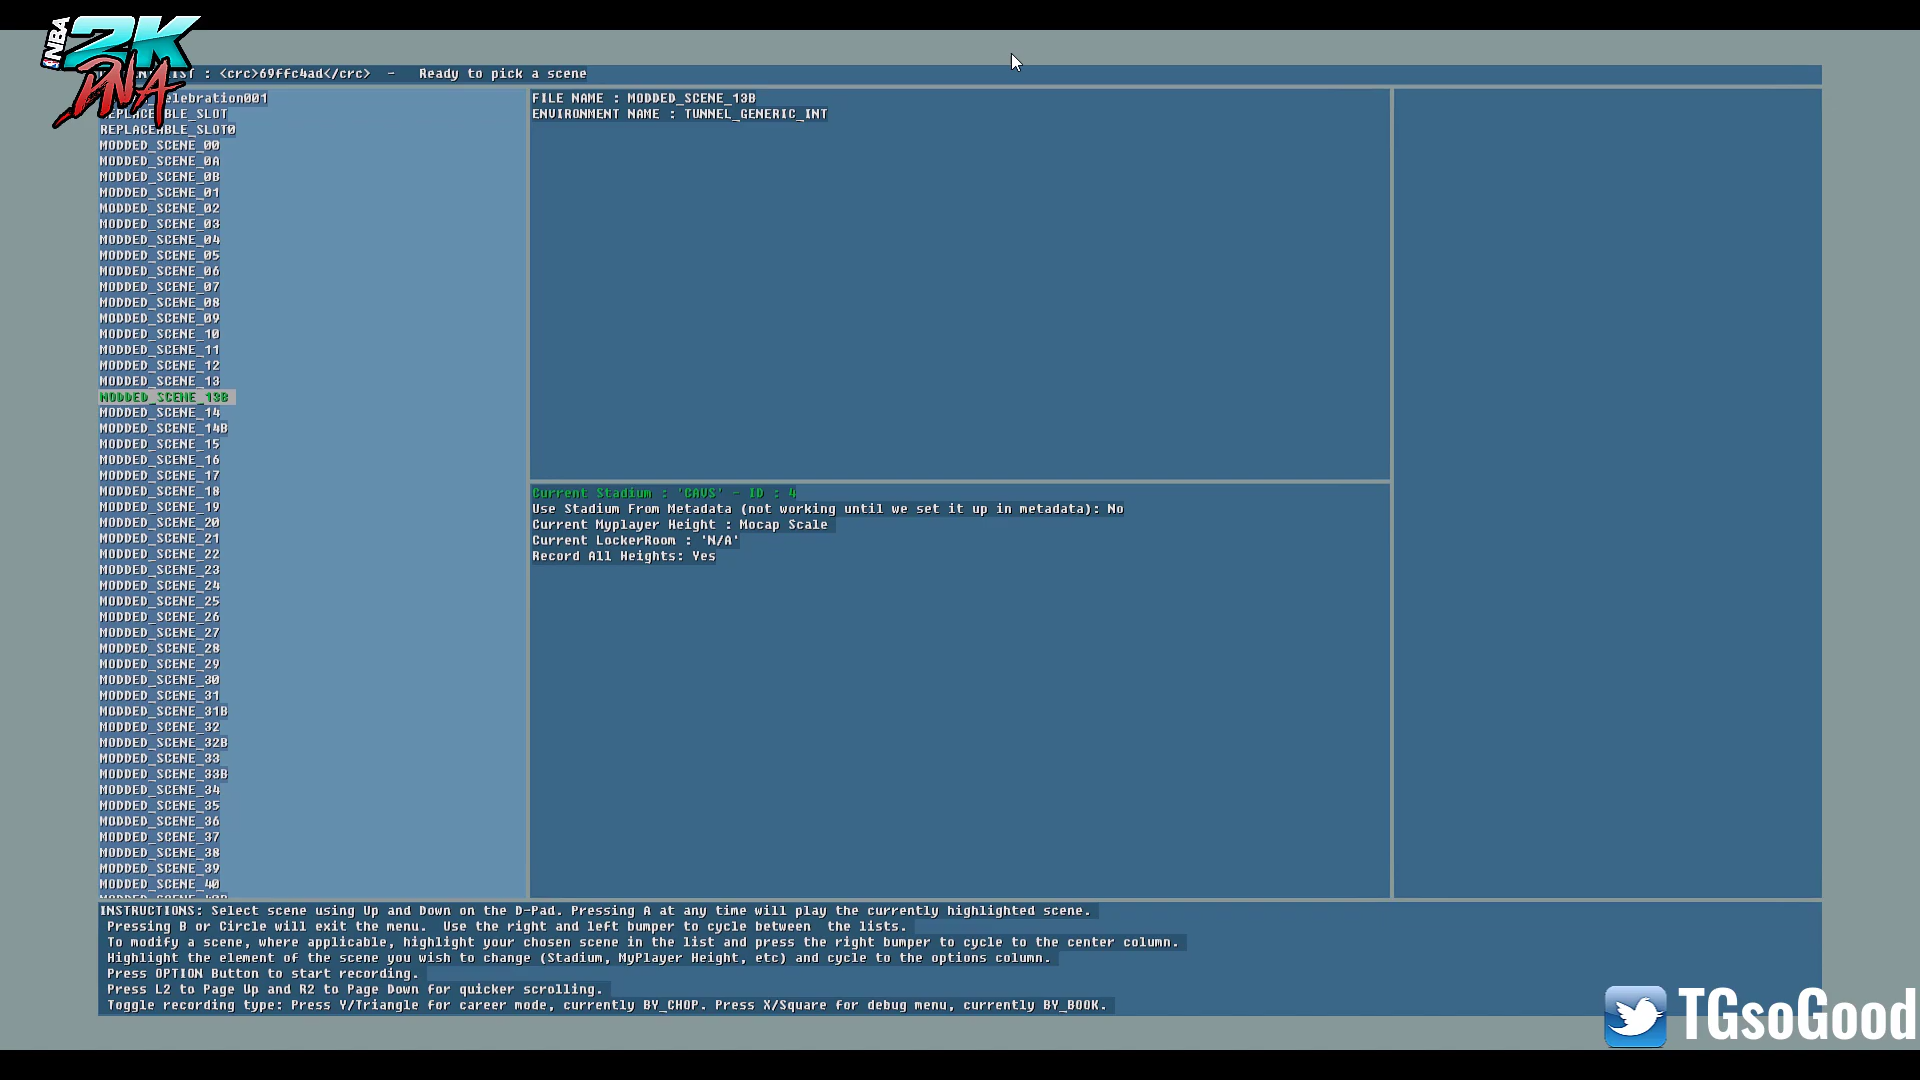 NBA 2K DNA
IST : <crc>69ffc4ad</crc> - Ready to pick a scene
elebration001
REPLACEABLE_SLOT
REPLACEABLE_SLOT0
MODDED_SCENE_00
MODDED_SCENE_0A
MODDED_SCENE_0B
MODDED_SCENE_01
MODDED_SCENE_02
MODDED_SCENE_03
MODDED_SCENE_04
MODDED_SCENE_05
MODDED_SCENE_06
MODDED_SCENE_07
MODDED_SCENE_08
MODDED_SCENE_09
MODDED_SCENE_10
MODDED_SCENE_11
MODDED_SCENE_12
MODDED_SCENE_13
MODDED_SCENE_13B
MODDED_SCENE_14
MODDED_SCENE_14B
MODDED_SCENE_15
MODDED_SCENE_16
MODDED_SCENE_17
MODDED_SCENE_18
MODDED_SCENE_19
MODDED_SCENE_20
MODDED_SCENE_21
MODDED_SCENE_22
MODDED_SCENE_23
MODDED_SCENE_24
MODDED_SCENE_25
MODDED_SCENE_26
MODDED_SCENE_27
MODDED_SCENE_28
MODDED_SCENE_29
MODDED_SCENE_30
MODDED_SCENE_31
MODDED_SCENE_31B
MODDED_SCENE_32
MODDED_SCENE_32B
MODDED_SCENE_33
MODDED_SCENE_33B
MODDED_SCENE_34
MODDED_SCENE_35
MODDED_SCENE_36
MODDED_SCENE_37
MODDED_SCENE_38
MODDED_SCENE_39
MODDED_SCENE_40
FILE NAME : MODDED_SCENE_13B
ENVIRONMENT NAME : TUNNEL_GENERIC_INT
Current Stadium : 'CAVS' - ID : 4
Use Stadium From Metadata (not working until we set it up in metadata): No
Current Myplayer Height : Mocap Scale
Current LockerRoom : 'N/A'
Record All Heights: Yes
INSTRUCTIONS: Select scene using Up and Down on the D-Pad. Pressing A at any time will play the currently highlighted scene.
Pressing B or Circle will exit the menu. Use the right and left bumper to cycle between the lists.
To modify a scene, where applicable, highlight your chosen scene in the list and press the right bumper to cycle to the center column.
Highlight the element of the scene you wish to change (Stadium, MyPlayer Height, etc) and cycle to the options column.
Press OPTION Button to start recording.
Press L2 to Page Up and R2 to Page Down for quicker scrolling.
Toggle recording type: Press Y/Triangle for career mode, currently BY_CHOP. Press X/Square for debug menu, currently BY_BOOK.
TGsoGood